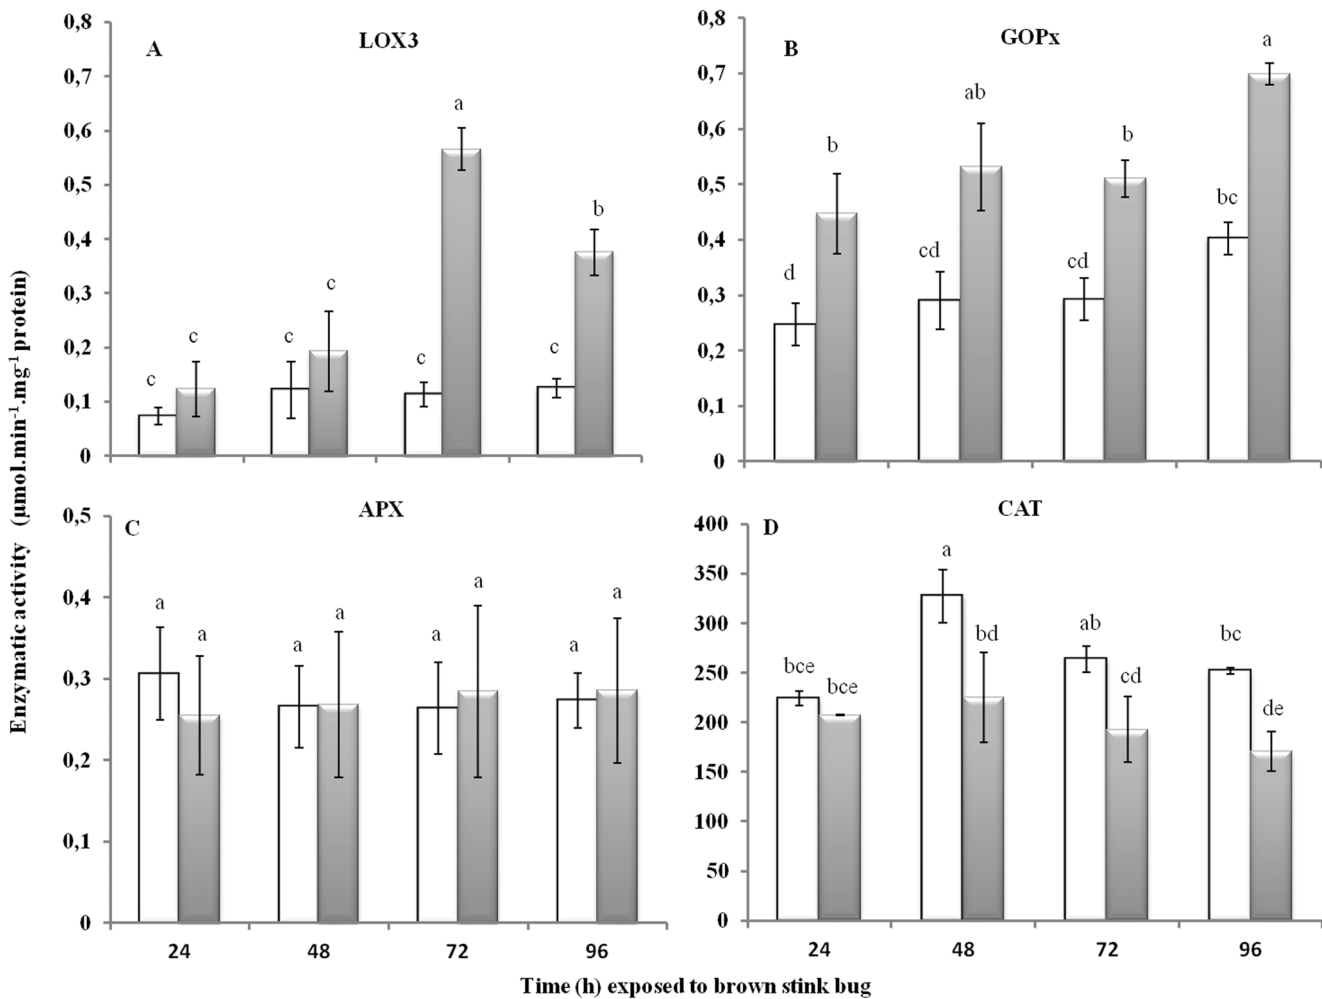 Enzymatic activity (µmol.min⁻¹.mg⁻¹ protein)
A
LOX3
0,8
0,7
0,6
0,5
0,4
0,3
0,2
0,1
0
c
c
c
c
c
a
c
b
B
GOPx
0,8
0,7
0,6
0,5
0,4
0,3
0,2
0,1
0
d
b
cd
ab
cd
b
bc
a
C
APX
0,5
0,4
0,3
0,2
0,1
0
a
a
a
a
a
a
a
a
24 48 72 96
D
CAT
400
350
300
250
200
150
100
50
0
bce
bce
a
bd
ab
cd
bc
de
24 48 72 96
Time (h) exposed to brown stink bug